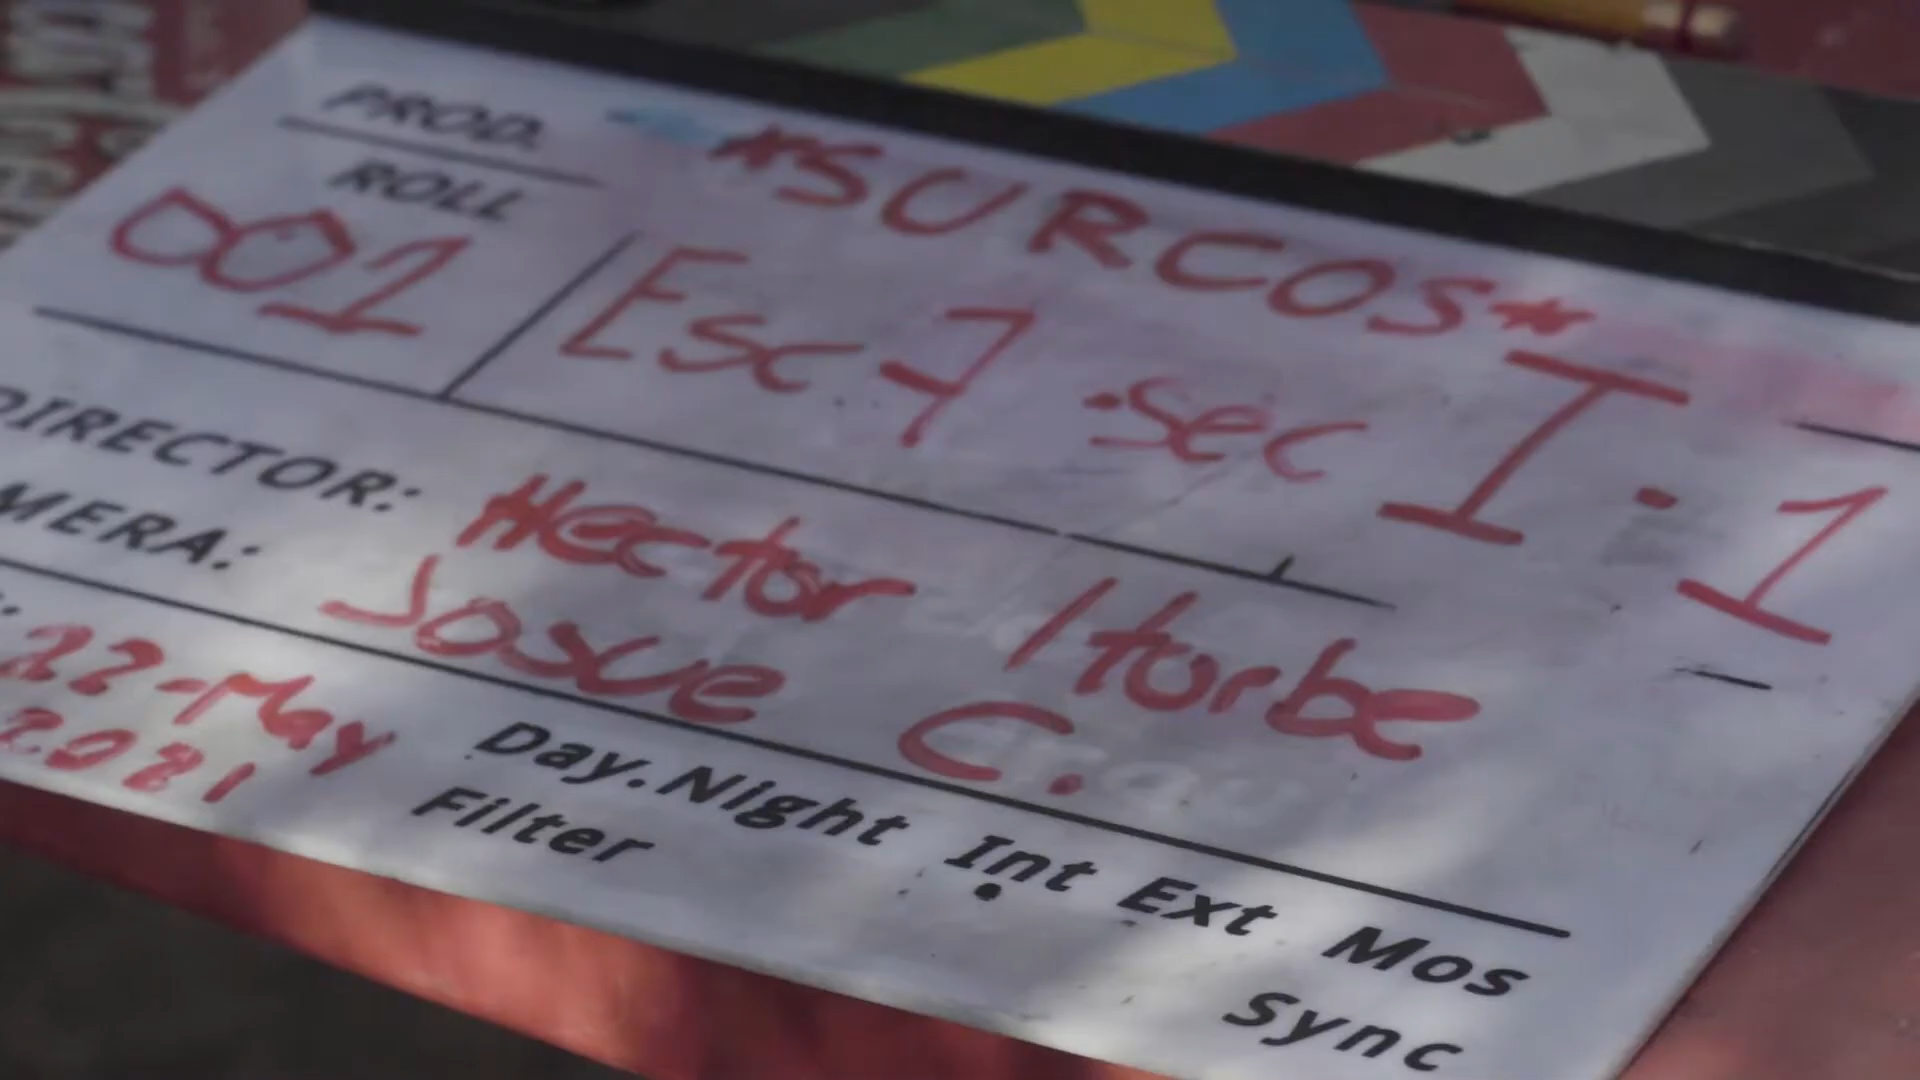 PROD. *SURCOS*
ROLL
001 Esc 7 .sec I . 1
DIRECTOR: Hector Iturbe
MERA: Josue C.
22-May
2021
Day.Night Int Ext Mos
Filter
Sync